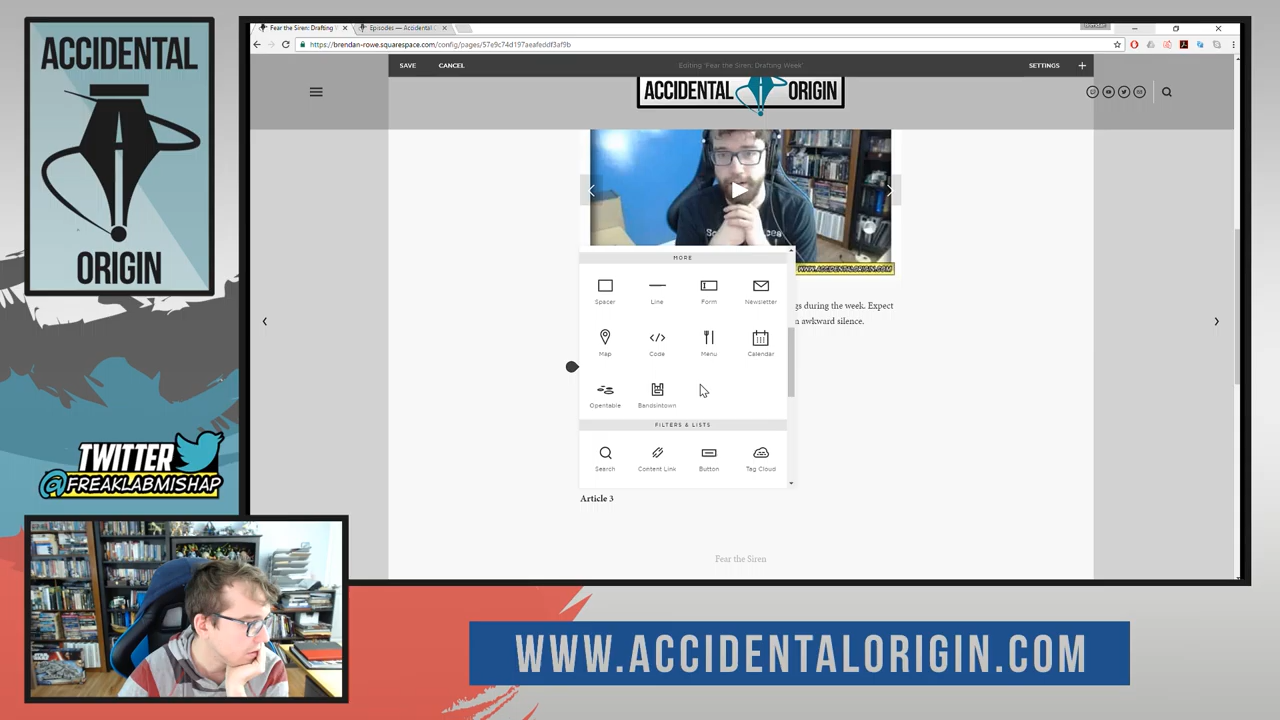 ACCIDENTAL
ORIGIN
TWITTER
@FREAKLABMISHAP
Fear the Siren: Drafting
Episodes — Accidental
https://brendan-rowe.squarespace.com/config/pages/57e9c74d197aeafeddf3af9b
SAVE
CANCEL
Editing 'Fear the Siren: Drafting Week'
SETTINGS
ACCIDENTAL ORIGIN
WWW.ACCIDENTALORIGIN.COM
MORE
Spacer
Line
Form
Newsletter
gs during the week. Expect
n awkward silence.
Map
Code
Menu
Calendar
Opentable
Bandsintown
FILTERS & LISTS
Search
Content Link
Button
Tag Cloud
Article 3
Fear the Siren
WWW.ACCIDENTALORIGIN.COM